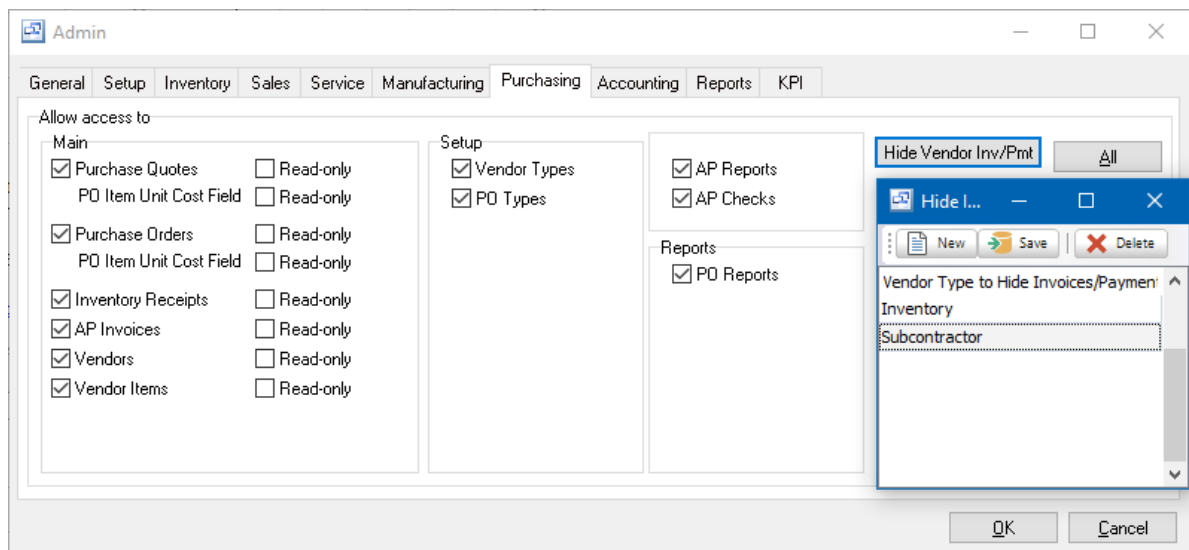 Admin
General Setup Inventory Sales Service Manufacturing Purchasing Accounting Reports KPI
Allow access to
Main
Purchase Quotes Read-only
PO Item Unit Cost Field Read-only
Purchase Orders Read-only
PO Item Unit Cost Field Read-only
Inventory Receipts Read-only
AP Invoices Read-only
Vendors Read-only
Vendor Items Read-only
Setup
Vendor Types
PO Types
AP Reports
AP Checks
Reports
PO Reports
Hide Vendor Inv/Pmt All
Hide I...
New Save Delete
Vendor Type to Hide Invoices/Payment
Inventory
Subcontractor
OK Cancel